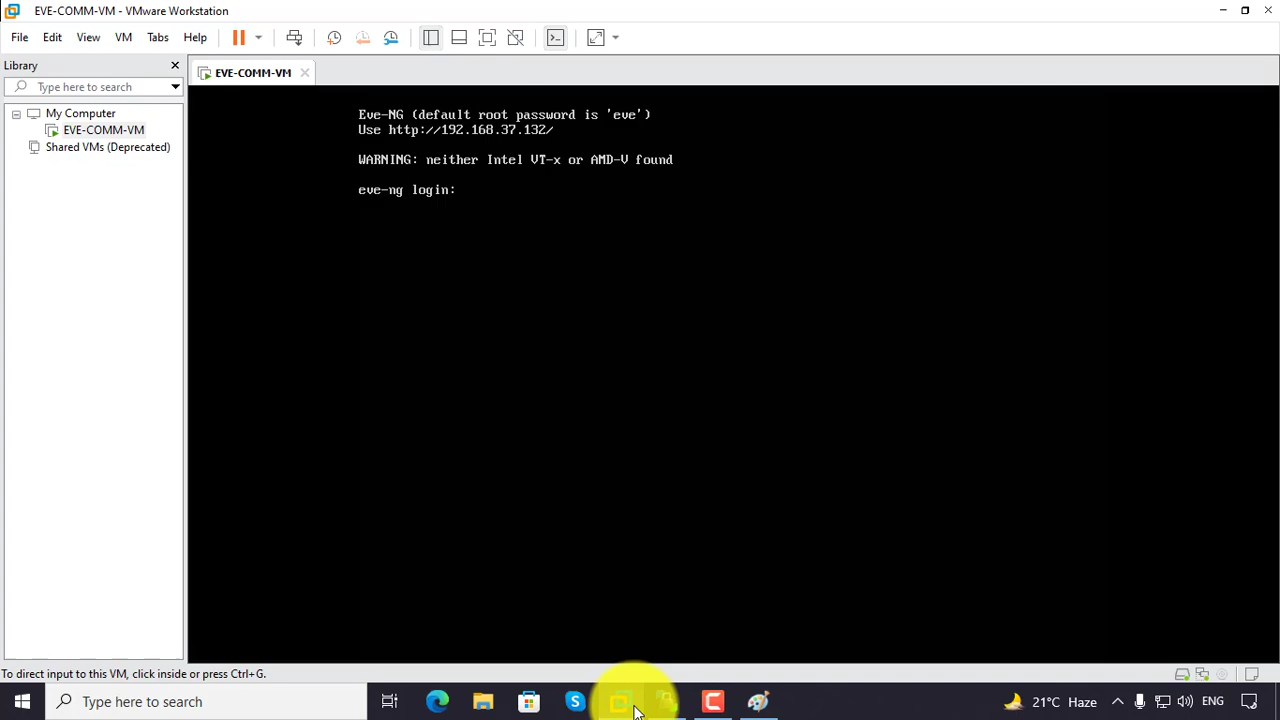 EVE-COMM-VM - VMware Workstation
File Edit View VM Tabs Help
Library
EVE-COMM-VM
Type here to search
My Computer
EVE-COMM-VM
Shared VMs (Deprecated)
Eve-NG (default root password is 'eve')
Use http://192.168.37.132/
WARNING: neither Intel VT-x or AMD-V found
eve-ng login:
To direct input to this VM, click inside or press Ctrl+G.
Type here to search
21°C Haze
ENG